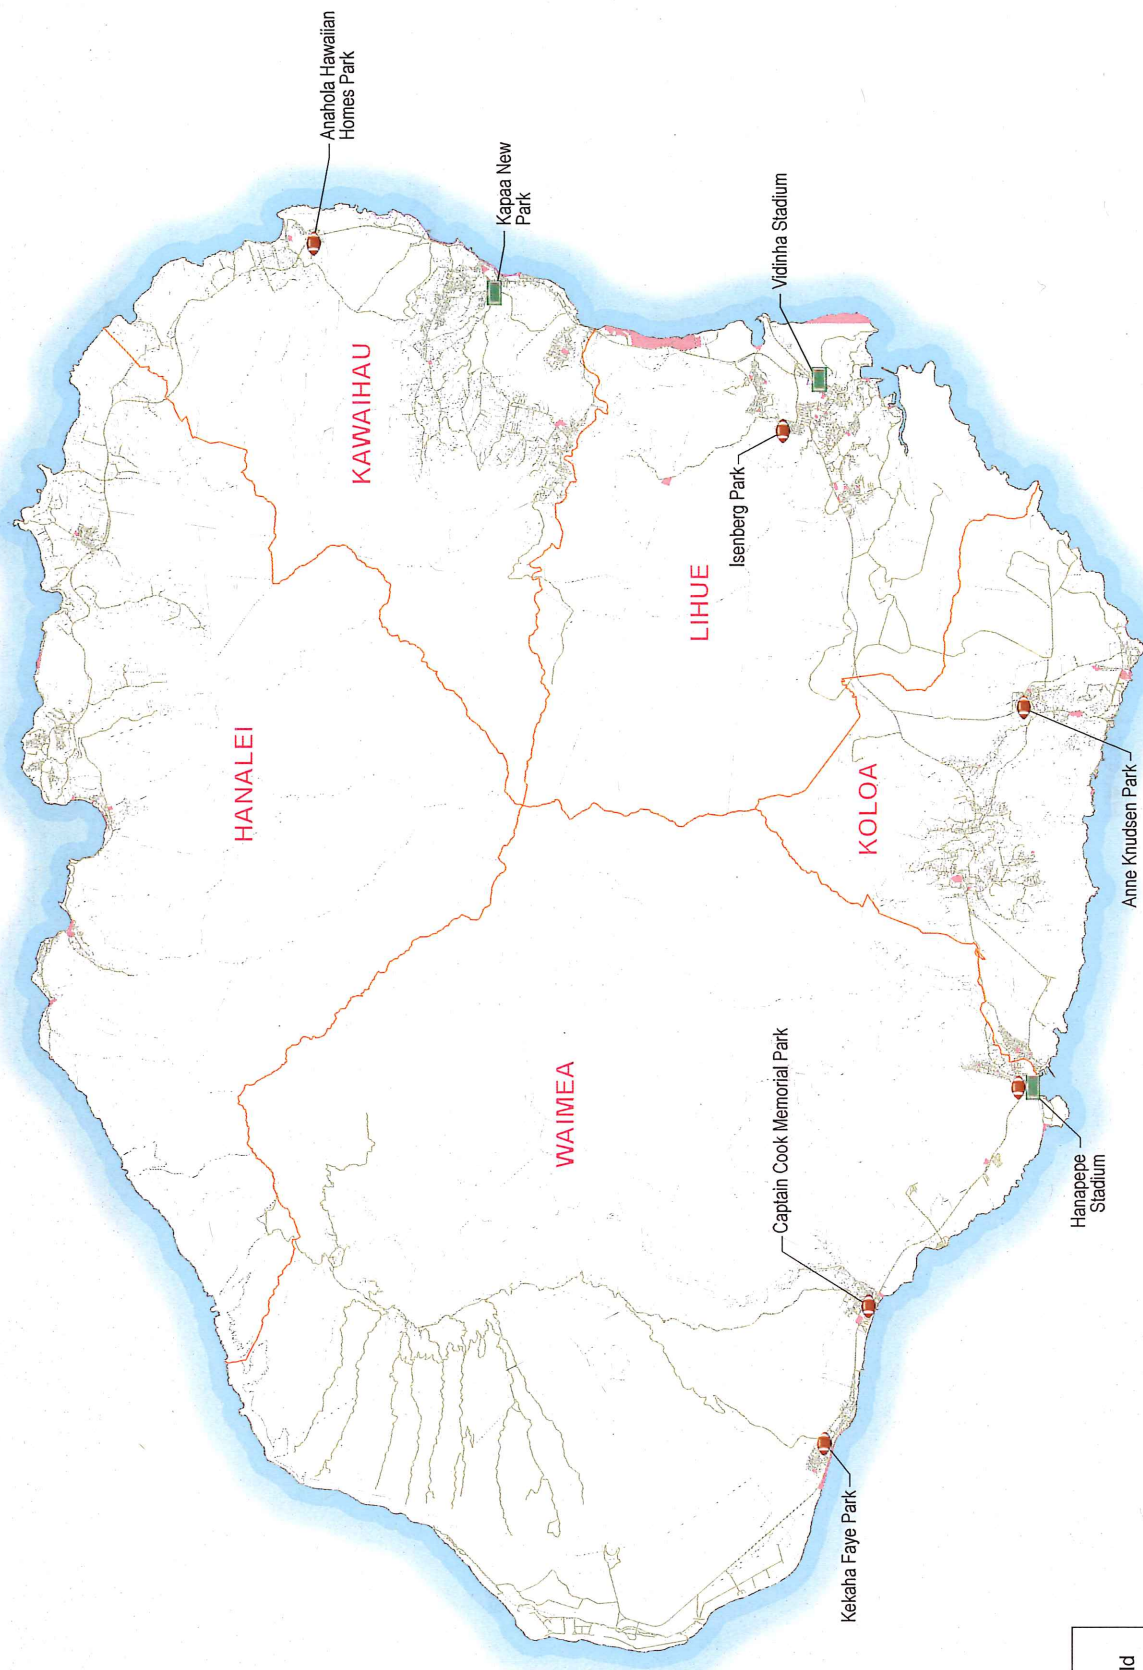 Anahola Hawaiian
Homes Park
Kapaa New
Park
KAWAIHAU
Vidinha Stadium
Isenberg Park
LIHUE
HANALEI
KOLOA
Anne Knudsen Park
WAIMEA
Captain Cook Memorial Park
Hanapepe
Stadium
Kekaha Faye Park